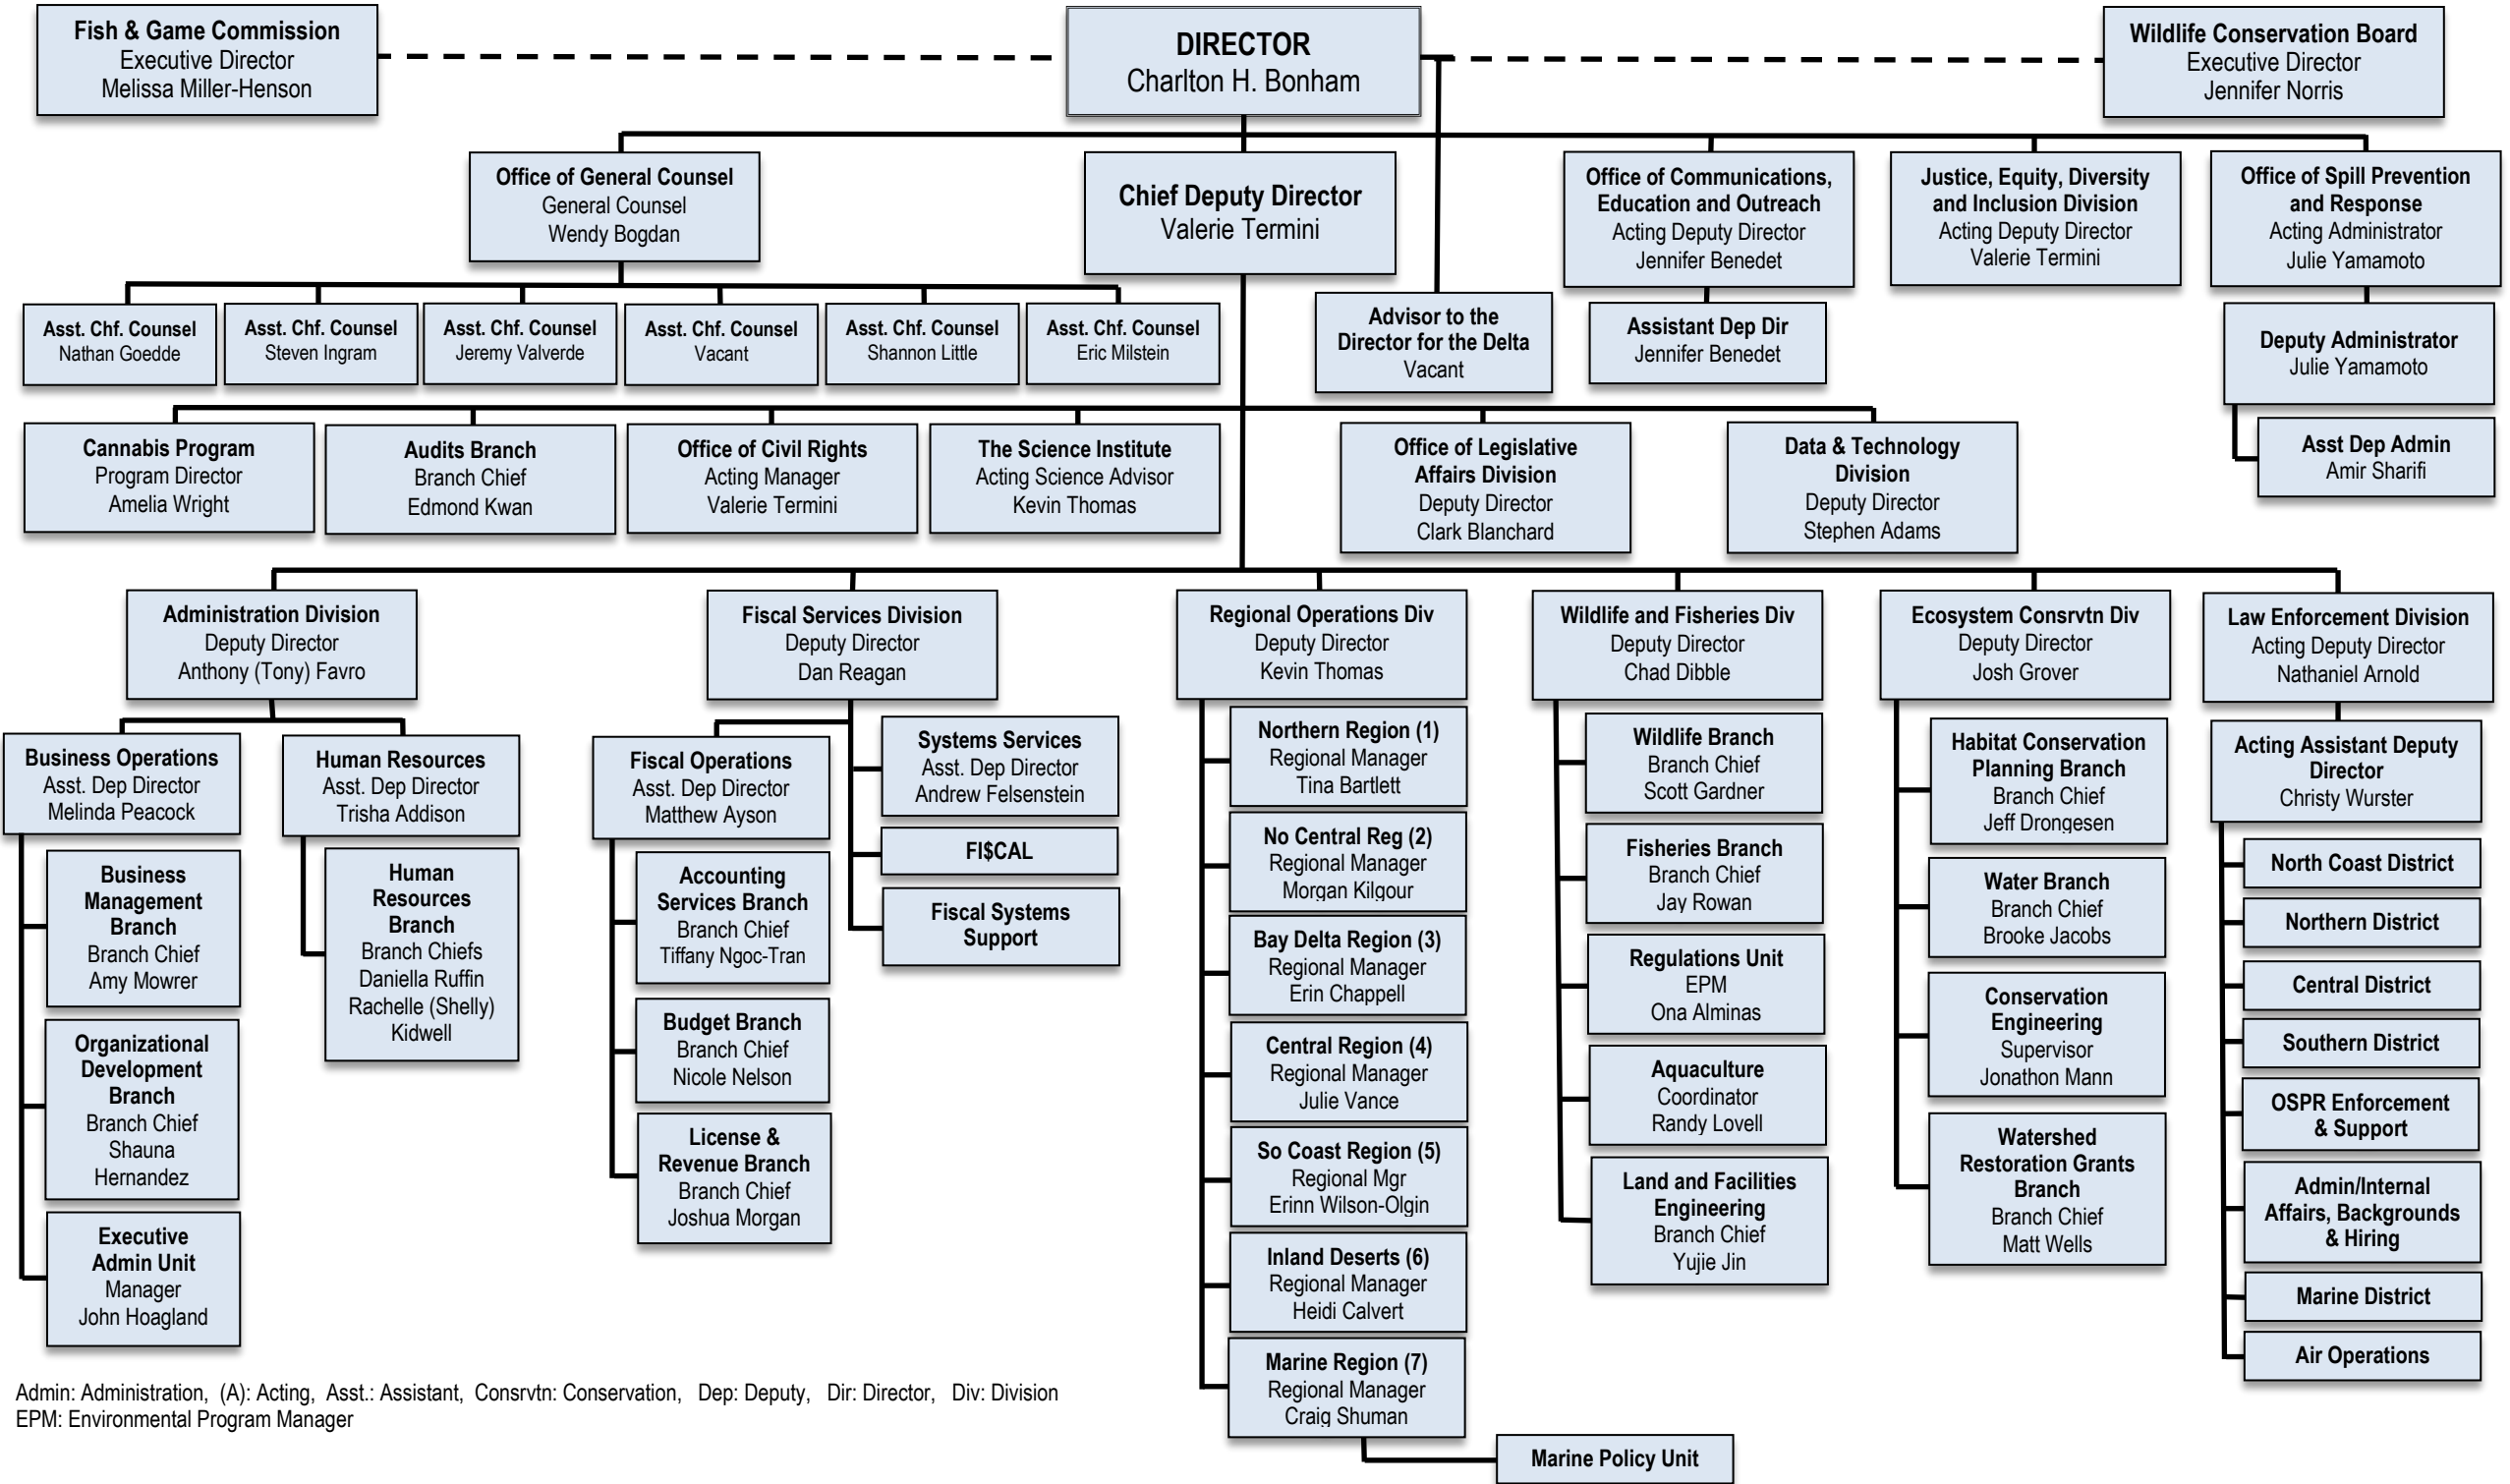 Fish & Game Commission
Executive Director
Melissa Miller-Henson
DIRECTOR
Charlton H. Bonham
Wildlife Conservation Board
Executive Director
Jennifer Norris
Office of General Counsel
General Counsel
Wendy Bogdan
Chief Deputy Director
Valerie Termini
Office of Communications,
Education and Outreach
Acting Deputy Director
Jennifer Benedet
Justice, Equity, Diversity
and Inclusion Division
Acting Deputy Director
Valerie Termini
Office of Spill Prevention
and Response
Acting Administrator
Julie Yamamoto
Asst. Chf. Counsel
Nathan Goedde
Asst. Chf. Counsel
Steven Ingram
Asst. Chf. Counsel
Jeremy Valverde
Asst. Chf. Counsel
Vacant
Asst. Chf. Counsel
Shannon Little
Asst. Chf. Counsel
Eric Milstein
Advisor to the
Director for the Delta
Vacant
Assistant Dep Dir
Jennifer Benedet
Deputy Administrator
Julie Yamamoto
Asst Dep Admin
Amir Sharifi
Cannabis Program
Program Director
Amelia Wright
Audits Branch
Branch Chief
Edmond Kwan
Office of Civil Rights
Acting Manager
Valerie Termini
The Science Institute
Acting Science Advisor
Kevin Thomas
Office of Legislative
Affairs Division
Deputy Director
Clark Blanchard
Data & Technology
Division
Deputy Director
Stephen Adams
Administration Division
Deputy Director
Anthony (Tony) Favro
Fiscal Services Division
Deputy Director
Dan Reagan
Regional Operations Div
Deputy Director
Kevin Thomas
Wildlife and Fisheries Div
Deputy Director
Chad Dibble
Ecosystem Consrvtn Div
Deputy Director
Josh Grover
Law Enforcement Division
Acting Deputy Director
Nathaniel Arnold
Business Operations
Asst. Dep Director
Melinda Peacock
Business
Management
Branch
Branch Chief
Amy Mowrer
Organizational
Development
Branch
Branch Chief
Shauna
Hernandez
Executive
Admin Unit
Manager
John Hoagland
Human Resources
Asst. Dep Director
Trisha Addison
Human
Resources
Branch
Branch Chiefs
Daniella Ruffin
Rachelle (Shelly)
Kidwell
Fiscal Operations
Asst. Dep Director
Matthew Ayson
Accounting
Services Branch
Branch Chief
Tiffany Ngoc-Tran
Budget Branch
Branch Chief
Nicole Nelson
License &
Revenue Branch
Branch Chief
Joshua Morgan
Systems Services
Asst. Dep Director
Andrew Felsenstein
FI$CAL
Fiscal Systems
Support
Northern Region (1)
Regional Manager
Tina Bartlett
No Central Reg (2)
Regional Manager
Morgan Kilgour
Bay Delta Region (3)
Regional Manager
Erin Chappell
Central Region (4)
Regional Manager
Julie Vance
So Coast Region (5)
Regional Mgr
Erinn Wilson-Olgin
Inland Deserts (6)
Regional Manager
Heidi Calvert
Marine Region (7)
Regional Manager
Craig Shuman
Marine Policy Unit
Wildlife Branch
Branch Chief
Scott Gardner
Fisheries Branch
Branch Chief
Jay Rowan
Regulations Unit
EPM
Ona Alminas
Aquaculture
Coordinator
Randy Lovell
Land and Facilities
Engineering
Branch Chief
Yujie Jin
Habitat Conservation
Planning Branch
Branch Chief
Jeff Drongesen
Water Branch
Branch Chief
Brooke Jacobs
Conservation
Engineering
Supervisor
Jonathon Mann
Watershed
Restoration Grants
Branch
Branch Chief
Matt Wells
Acting Assistant Deputy
Director
Christy Wurster
North Coast District
Northern District
Central District
Southern District
OSPR Enforcement
& Support
Admin/Internal
Affairs, Backgrounds
& Hiring
Marine District
Air Operations
Admin: Administration, (A): Acting, Asst.: Assistant, Consrvtn: Conservation, Dep: Deputy, Dir: Director, Div: Division
EPM: Environmental Program Manager